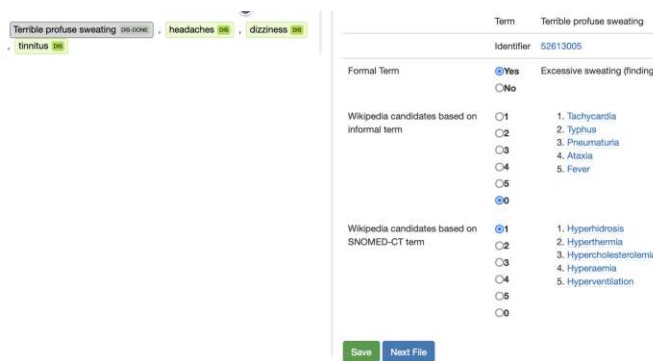 Terrible profuse sweating DIS-DONE , headaches DIS , dizziness DIS
, tinnitus DIS
Term Terrible profuse sweating
Identifier 52613005
Formal Term Yes Excessive sweating (finding
No
Wikipedia candidates based on informal term
1 1. Tachycardia
2 2. Typhus
3 3. Pneumaturia
4 4. Ataxia
5 5. Fever
0
Wikipedia candidates based on SNOMED-CT term
1 1. Hyperhidrosis
2 2. Hyperthermia
3 3. Hypercholesterolemia
4 4. Hyperaemia
5 5. Hyperventilation
0
Save Next File